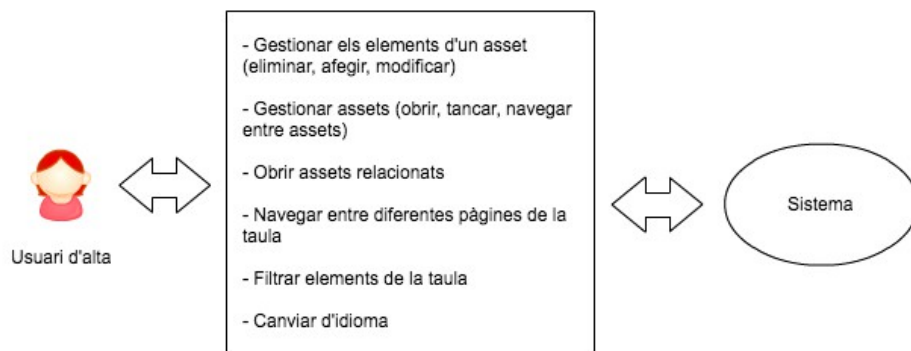 - Gestionar els elements d'un asset
(eliminar, afegir, modificar)
- Gestionar assets (obrir, tancar, navegar
entre assets)
- Obrir assets relacionats
- Navegar entre diferentes pàgines de la
taula
- Filtrar elements de la taula
- Canviar d'idioma
Usuari d'alta
Sistema